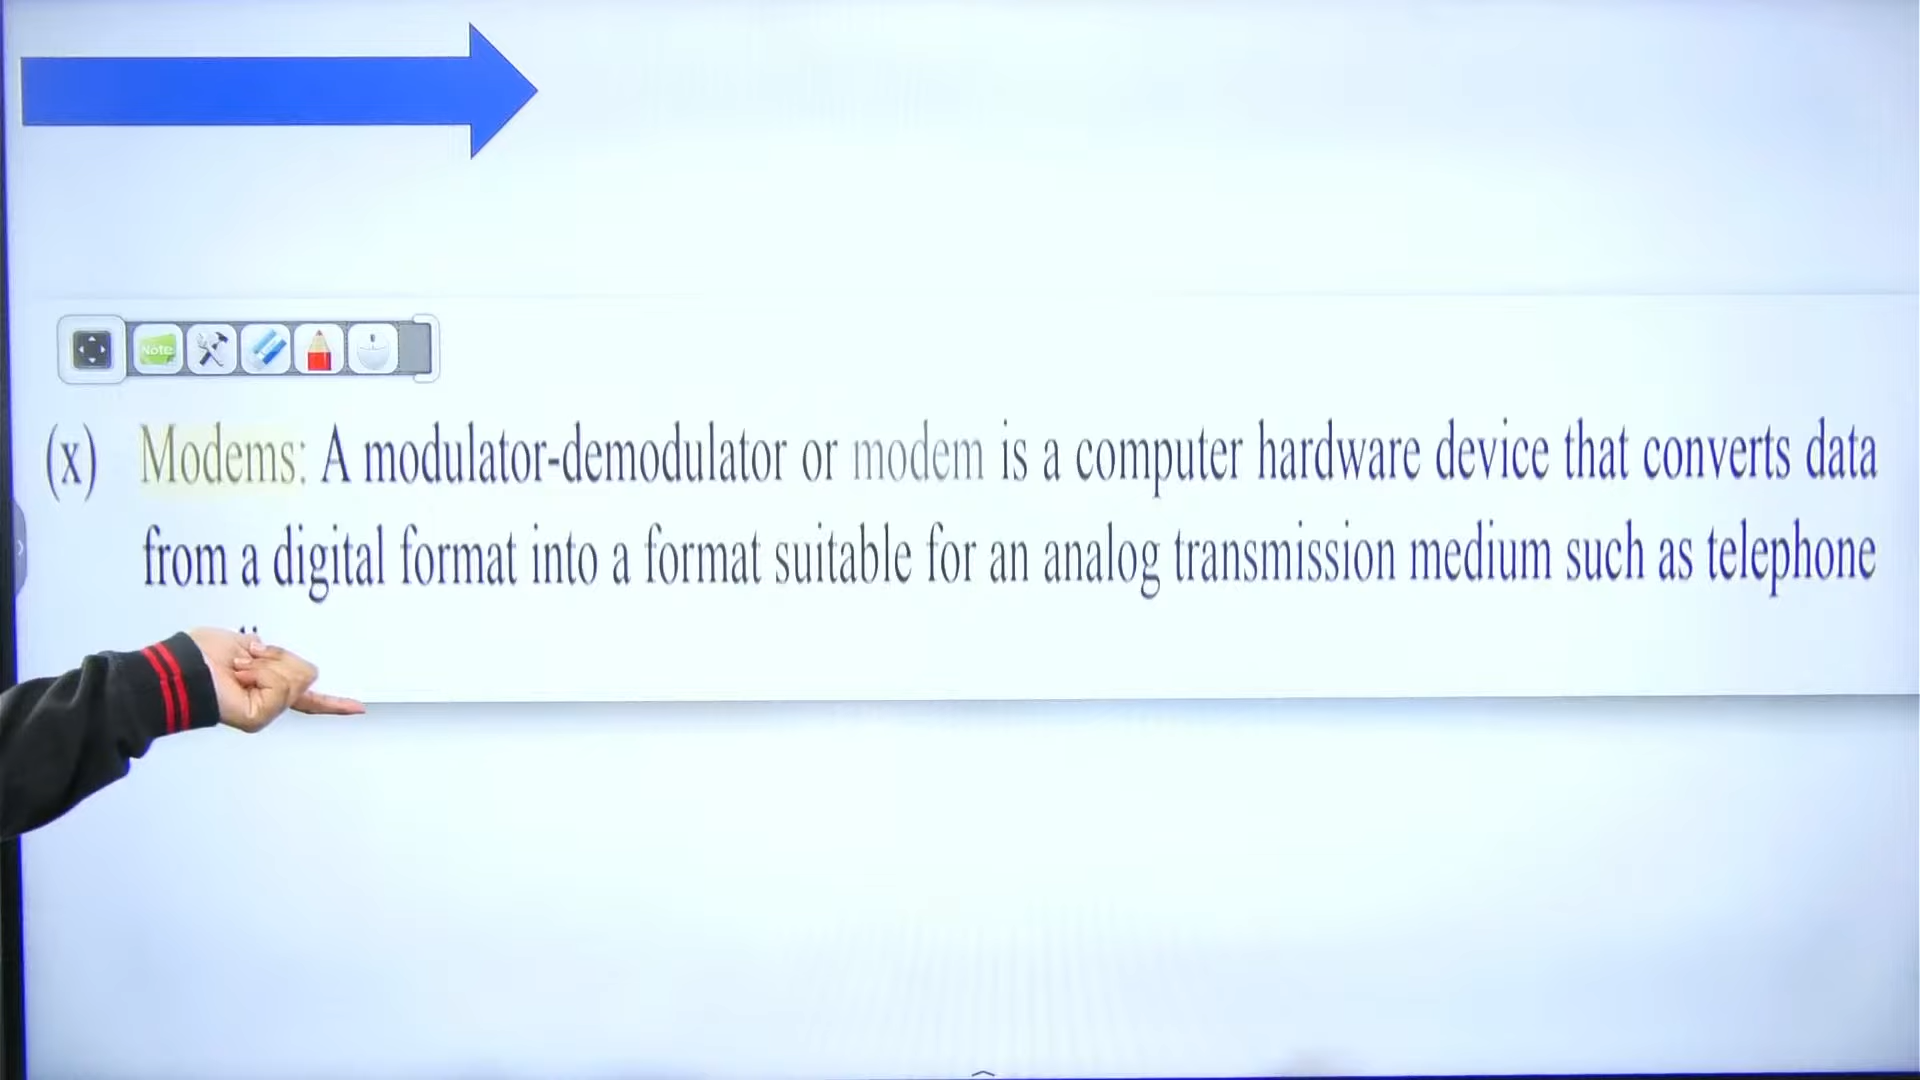 Note
(x) Modems: A modulator-demodulator or modem is a computer hardware device that converts data
from a digital format into a format suitable for an analog transmission medium such as telephone